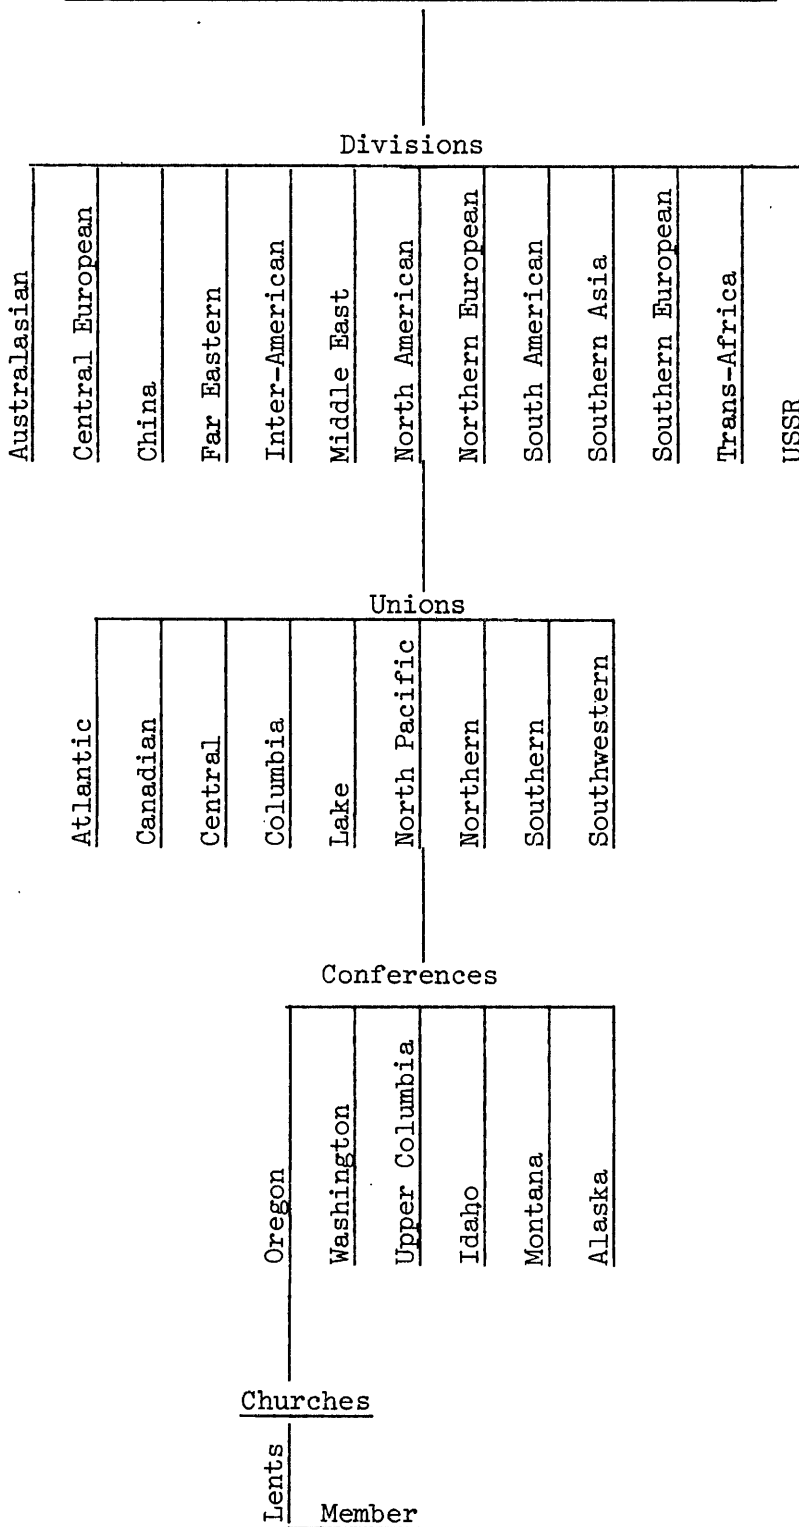 Divisions
Australasian
Central European
China
Far Eastern
Inter-American
Middle East
North American
Northern European
South American
Southern Asia
Southern European
Trans-Africa
USSR
Unions
Atlantic
Canadian
Central
Columbia
Lake
North Pacific
Northern
Southern
Southwestern
Conferences
Oregon
Washington
Upper Columbia
Idaho
Montana
Alaska
Churches
Lents
Member